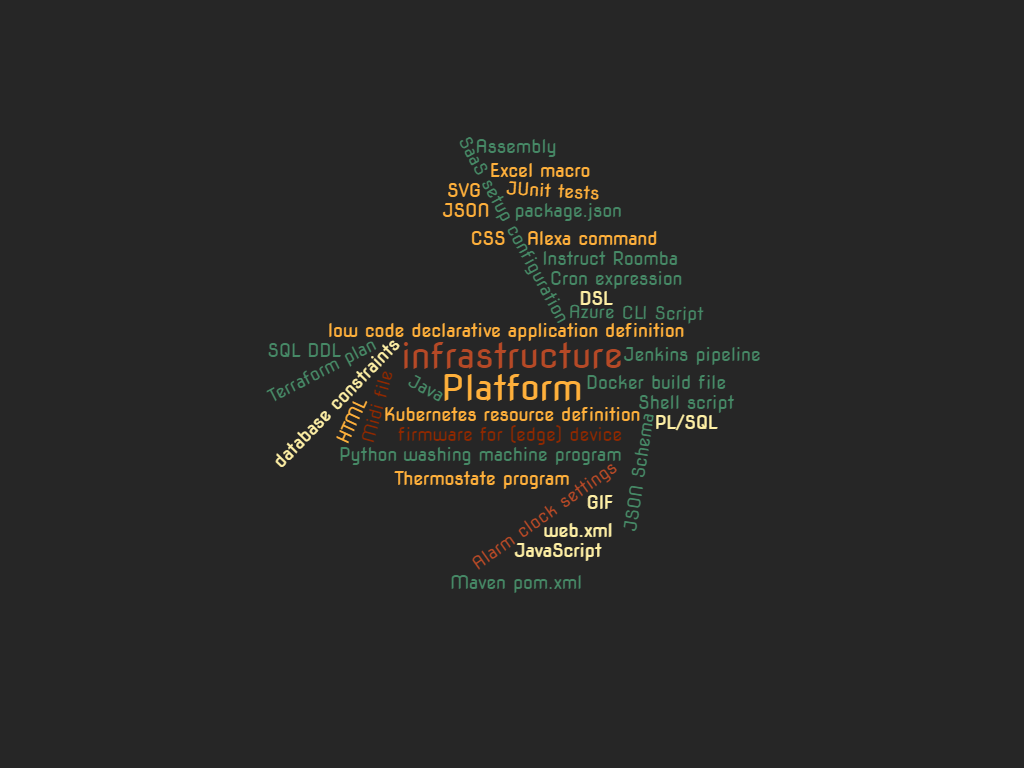 Assembly
SaaS setup configuration
Excel macro
SVG
JUnit tests
JSON
package.json
CSS
Alexa command
Instruct Roomba
Cron expression
DSL
Azure CLI Script
low code declarative application definition
SQL DDL
Terraform plan
database constraints
infrastructure
Jenkins pipeline
Java
Platform
Docker build file
Midi file
HTML
Shell script
Kubernetes resource definition
PL/SQL
firmware for (edge) device
JSON Schema
Python washing machine program
Thermostate program
Alarm clock settings
GIF
web.xml
JavaScript
Maven pom.xml